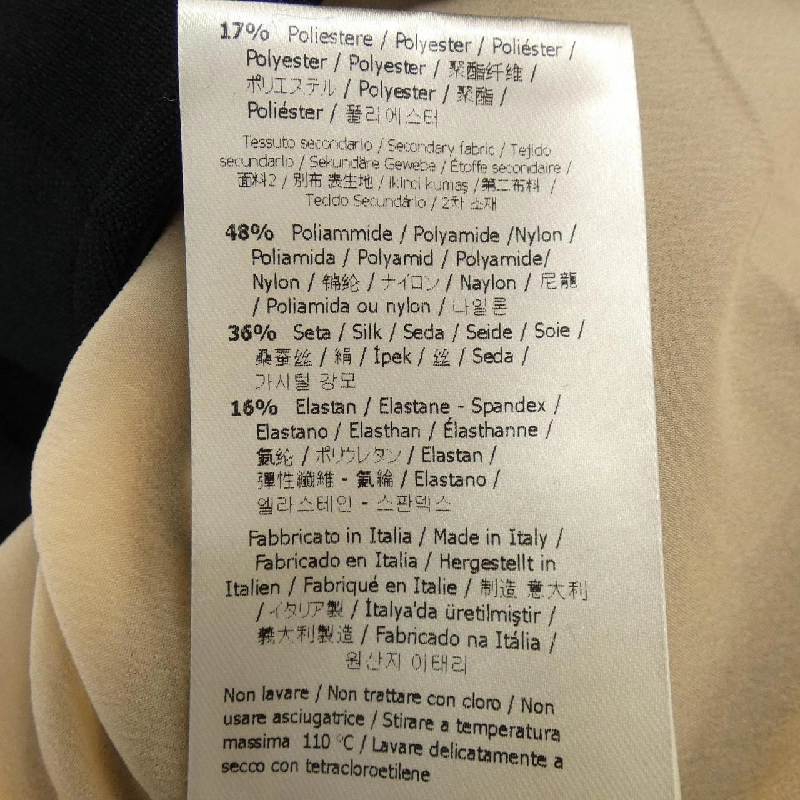 17% Poliestere / Polyester / Poliéster /
Polyester / Polyester / 聚酯纤维 /
ポリエステル / Polyester / 聚酯 /
Poliéster / 폴리에스터
Tessuto secondario / Secondary fabric / Tejido
secundario / Sekundäre Gewebe / Étoffe secondaire /
面料2 / 別布 表生地 / ikinci kumaş / 第二布料 /
Tecido Secundário / 2차 소재
48% Poliammide / Polyamide /Nylon /
Poliamida / Polyamid / Polyamide/
Nylon / 锦纶 / ナイロン / Naylon / 尼龍
/ Poliamida ou nylon / 나일론
36% Seta / Silk / Seda / Seide / Soie /
桑蚕丝 / 絹 / İpek / 丝 / Seda /
가시털 강모
16% Elastan / Elastane - Spandex /
Elastano / Elasthan / Élasthanne /
氨纶 / ポリウレタン / Elastan /
彈性纖維 - 氨綸 / Elastano /
엘라스테인 - 스판덱스
Fabbricato in Italia / Made in Italy /
Fabricado en Italia / Hergestellt in
Italien / Fabriqué en Italie / 制造 意大利
/ イタリア製 / İtalya'da üretilmiştir /
義大利製造 / Fabricado na Itália /
원산지 이태리
Non lavare / Non trattare con cloro / Non
usare asciugatrice / Stirare a temperatura
massima 110 °C / Lavare delicatamente a
secco con tetracloroetilene